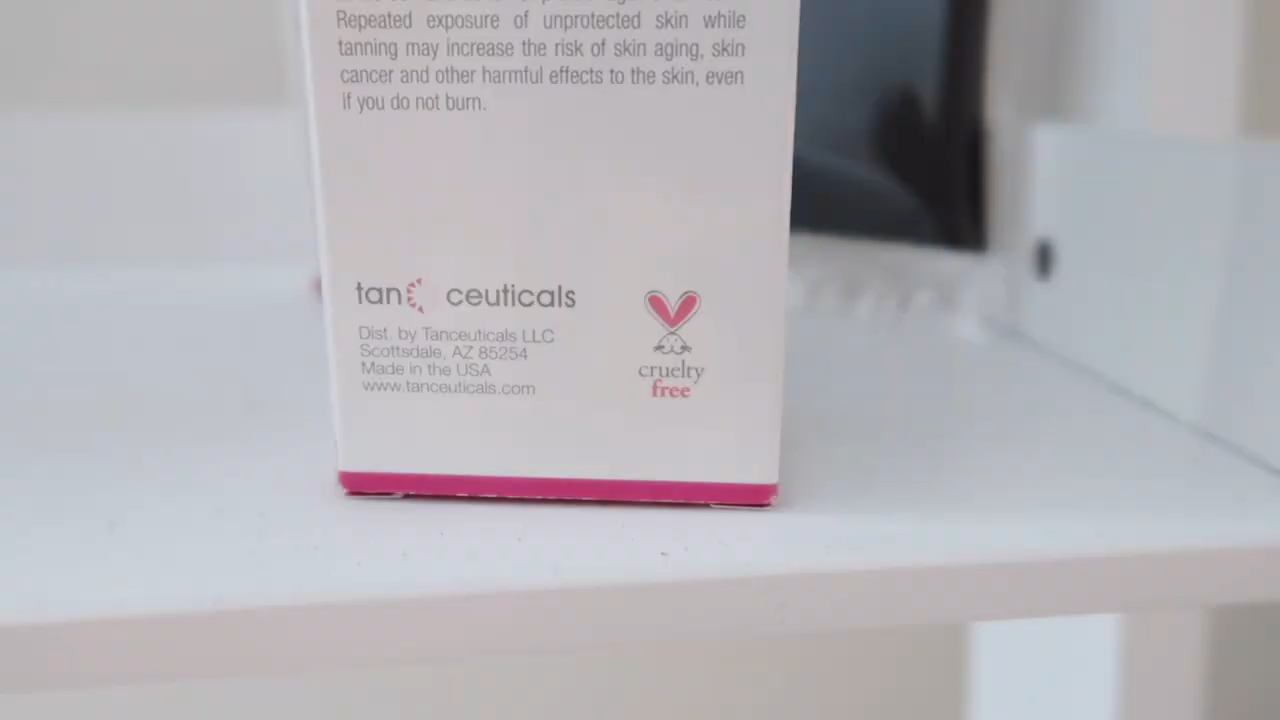 Repeated exposure of unprotected skin while
tanning may increase the risk of skin aging, skin
cancer and other harmful effects to the skin, even
if you do not burn.
tan ceuticals
Dist. by Tanceuticals LLC
Scottsdale, AZ 85254
Made in the USA
www.tanceuticals.com
cruelty
free